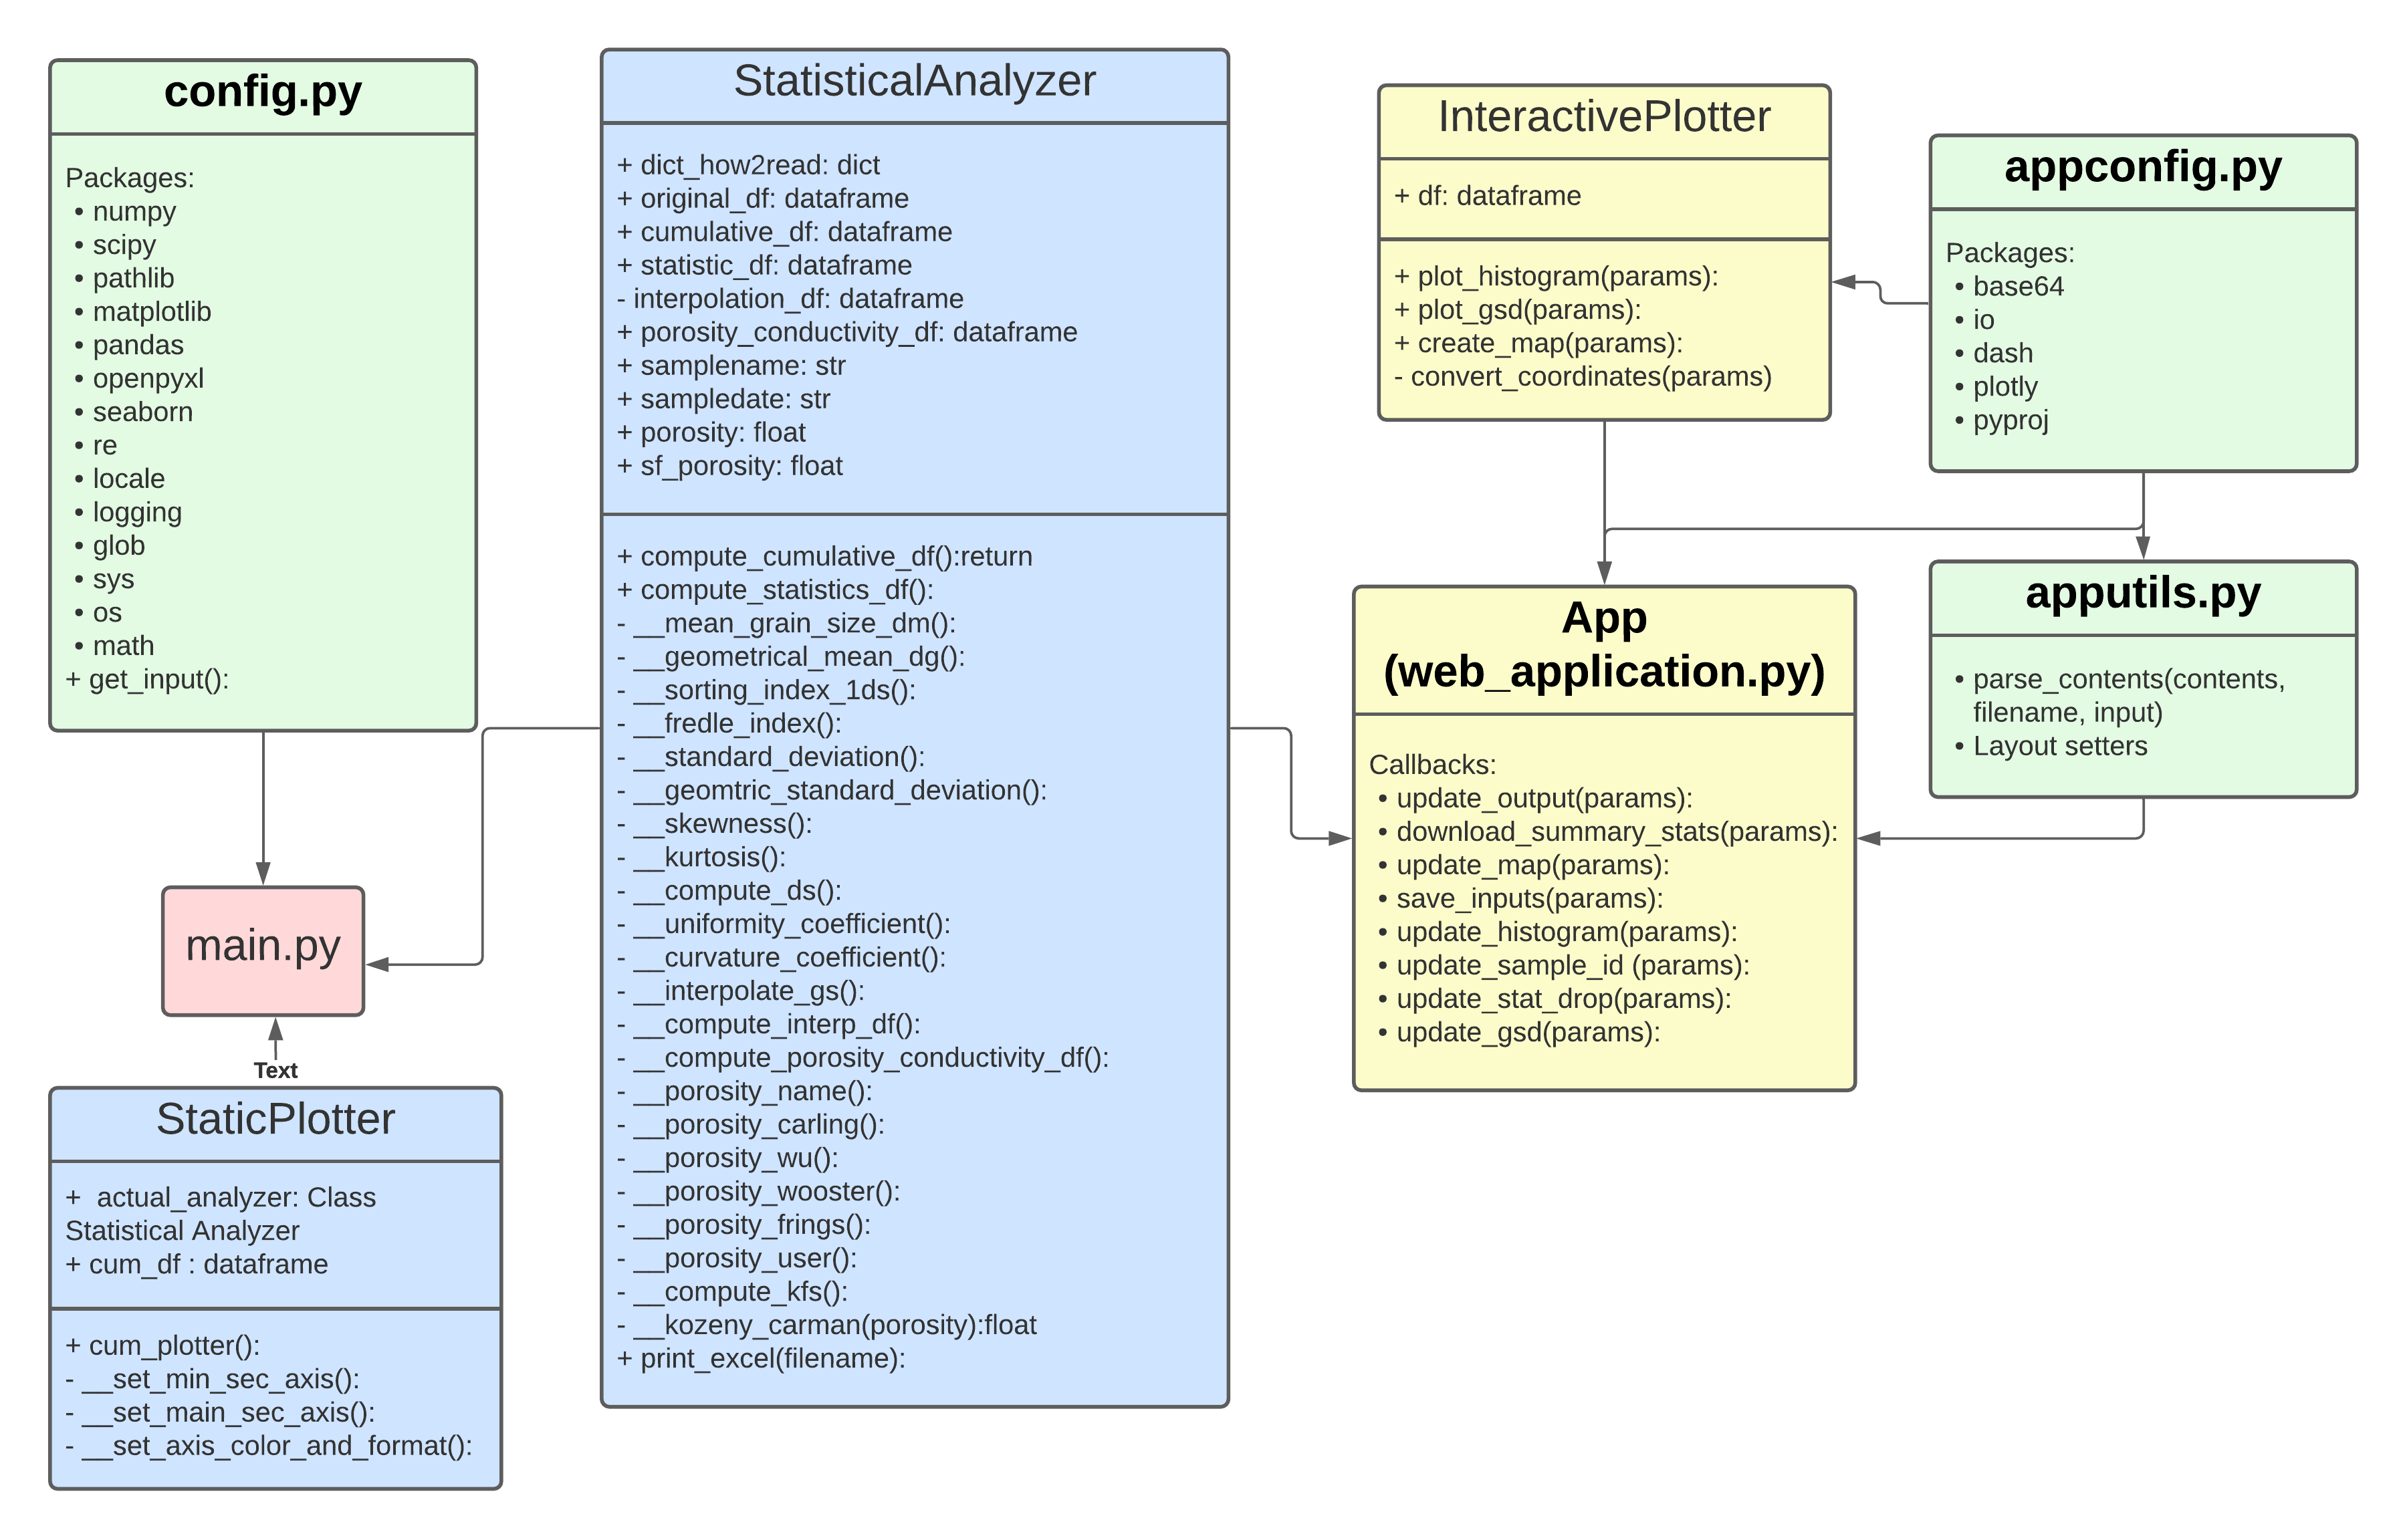 config.py
Packages:
• numpy
• scipy
• pathlib
• matplotlib
• pandas
• openpyxl
• seaborn
• re
• locale
• logging
• glob
• sys
• os
• math
+ get_input():
main.py
Text
StaticPlotter
+  actual_analyzer: Class
Statistical Analyzer
+ cum_df : dataframe
+ cum_plotter():
- __set_min_sec_axis():
- __set_main_sec_axis():
- __set_axis_color_and_format():
StatisticalAnalyzer
+ dict_how2read: dict
+ original_df: dataframe
+ cumulative_df: dataframe
+ statistic_df: dataframe
- interpolation_df: dataframe
+ porosity_conductivity_df: dataframe
+ samplename: str
+ sampledate: str
+ porosity: float
+ sf_porosity: float
+ compute_cumulative_df():return
+ compute_statistics_df():
- __mean_grain_size_dm():
- __geometrical_mean_dg():
- __sorting_index_1ds():
- __fredle_index():
- __standard_deviation():
- __geomtric_standard_deviation():
- __skewness():
- __kurtosis():
- __compute_ds():
- __uniformity_coefficient():
- __curvature_coefficient():
- __interpolate_gs():
- __compute_interp_df():
- __compute_porosity_conductivity_df():
- __porosity_name():
- __porosity_carling():
- __porosity_wu():
- __porosity_wooster():
- __porosity_frings():
- __porosity_user():
- __compute_kfs():
- __kozeny_carman(porosity):float
+ print_excel(filename):
InteractivePlotter
+ df: dataframe
+ plot_histogram(params):
+ plot_gsd(params):
+ create_map(params):
- convert_coordinates(params)
appconfig.py
Packages:
• base64
• io
• dash
• plotly
• pyproj
App
(web_application.py)
Callbacks:
• update_output(params):
• download_summary_stats(params):
• update_map(params):
• save_inputs(params):
• update_histogram(params):
• update_sample_id (params):
• update_stat_drop(params):
• update_gsd(params):
apputils.py
• parse_contents(contents,
filename, input)
• Layout setters